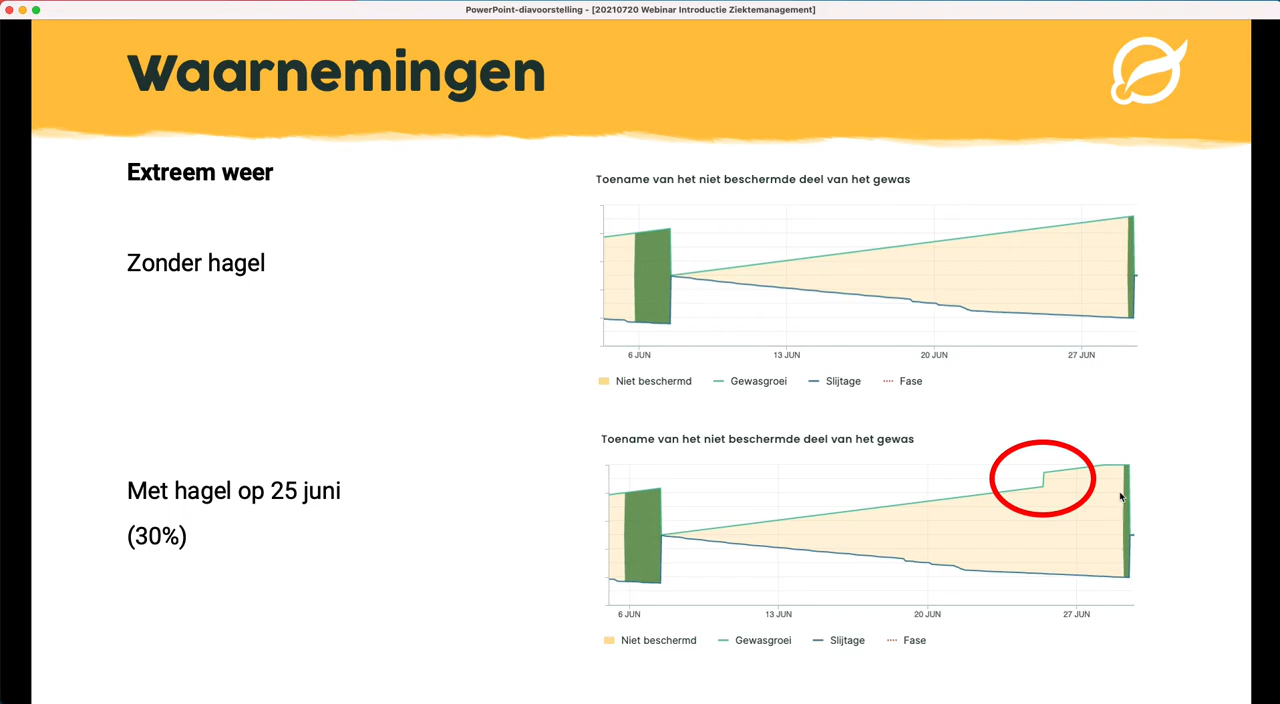 PowerPoint-diavoorstelling - [20210720 Webinar Introductie Ziektemanagement]
Waarnemingen
Extreem weer
Zonder hagel
Toename van het niet beschermde deel van het gewas
6 JUN 13 JUN 20 JUN 27 JUN
Niet beschermd Gewasgroei Slijtage Fase
Met hagel op 25 juni
(30%)
Toename van het niet beschermde deel van het gewas
6 JUN 13 JUN 20 JUN 27 JUN
Niet beschermd Gewasgroei Slijtage Fase